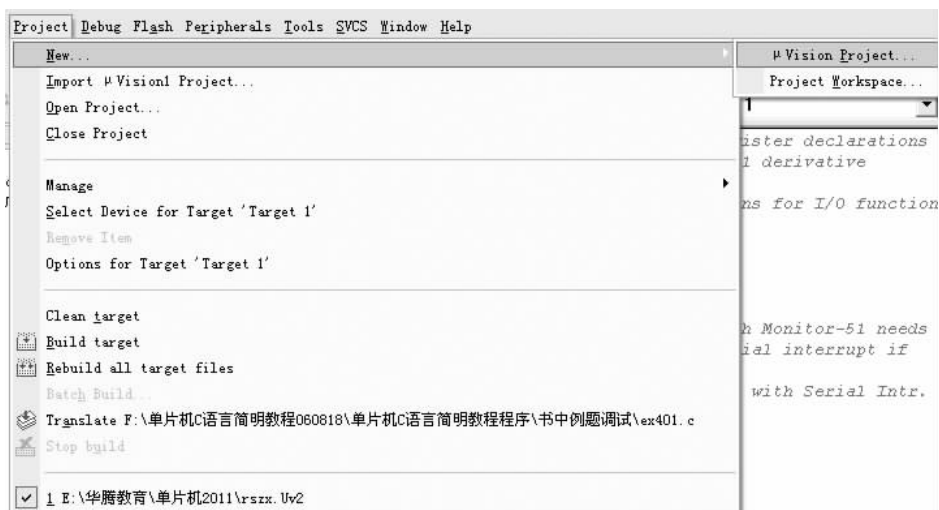 Project Debug Flash Peripherals Tools SVCS Window Help
New...
μVision Project...
Import μVision1 Project...
Project Workspace...
Open Project...
1
Close Project
ister declarations
1 derivative
Manage
Select Device for Target 'Target 1'
ns for I/O function
Remove Item
Options for Target 'Target 1'
Clean target
h Monitor-51 needs
Build target
ial interrupt if
Rebuild all target files
Batch Build...
with Serial Intr.
Translate F:\单片机C语言简明教程060818\单片机C语言简明教程程序\书中例题调试\ex401.c
Stop build
1 E:\华腾教育\单片机2011\rszx.Uv2